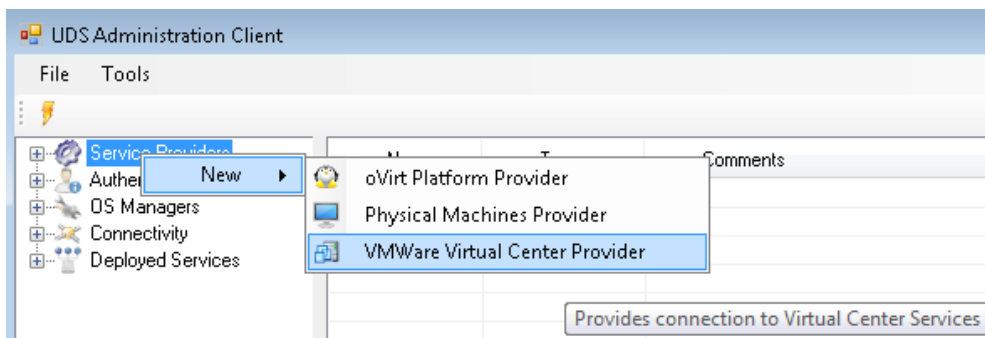 UDS Administration Client
File Tools
Service Providers
New
oVirt Platform Provider
Comments
OS Managers
Physical Machines Provider
Connectivity
VMWare Virtual Center Provider
Deployed Services
Provides connection to Virtual Center Services